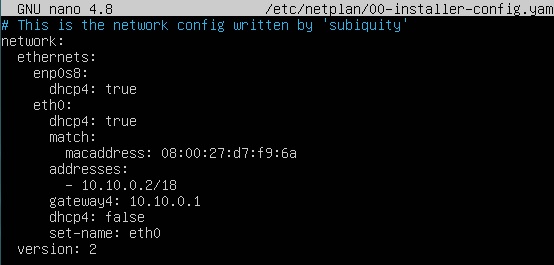 GNU nano 4.8 /etc/netplan/00-installer-config.yam
# This is the network config written by 'subiquity'
network:
  ethernets:
    enp0s8:
      dhcp4: true
    eth0:
      dhcp4: true
      match:
        macaddress: 08:00:27:d7:f9:6a
      addresses:
        - 10.10.0.2/18
      gateway4: 10.10.0.1
      dhcp4: false
      set-name: eth0
  version: 2